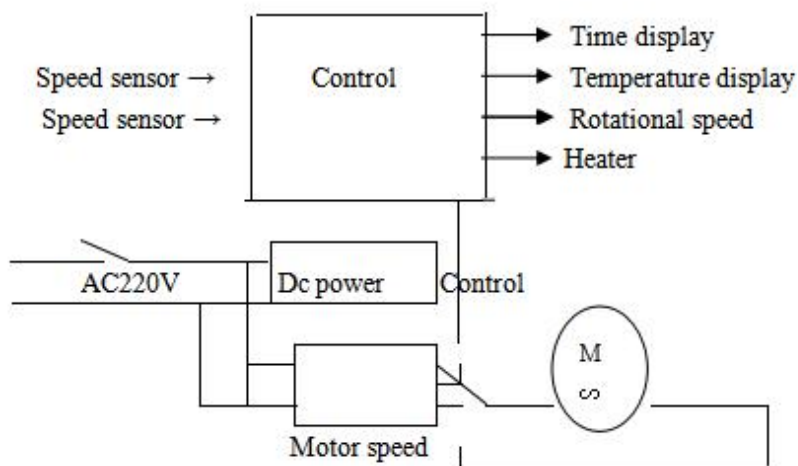 Time display
Speed sensor → Control Temperature display
Speed sensor → Rotational speed
Heater
AC220V Dc power Control
M
S
Motor speed